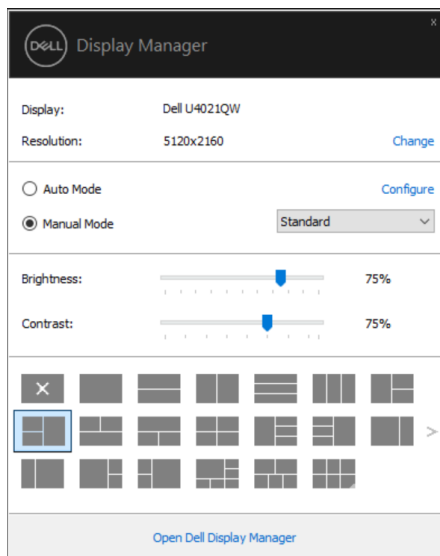 x
DELL Display Manager
Display: Dell U4021QW
Resolution: 5120x2160 Change
Auto Mode Configure
Manual Mode Standard
Brightness: 75%
Contrast: 75%
Open Dell Display Manager